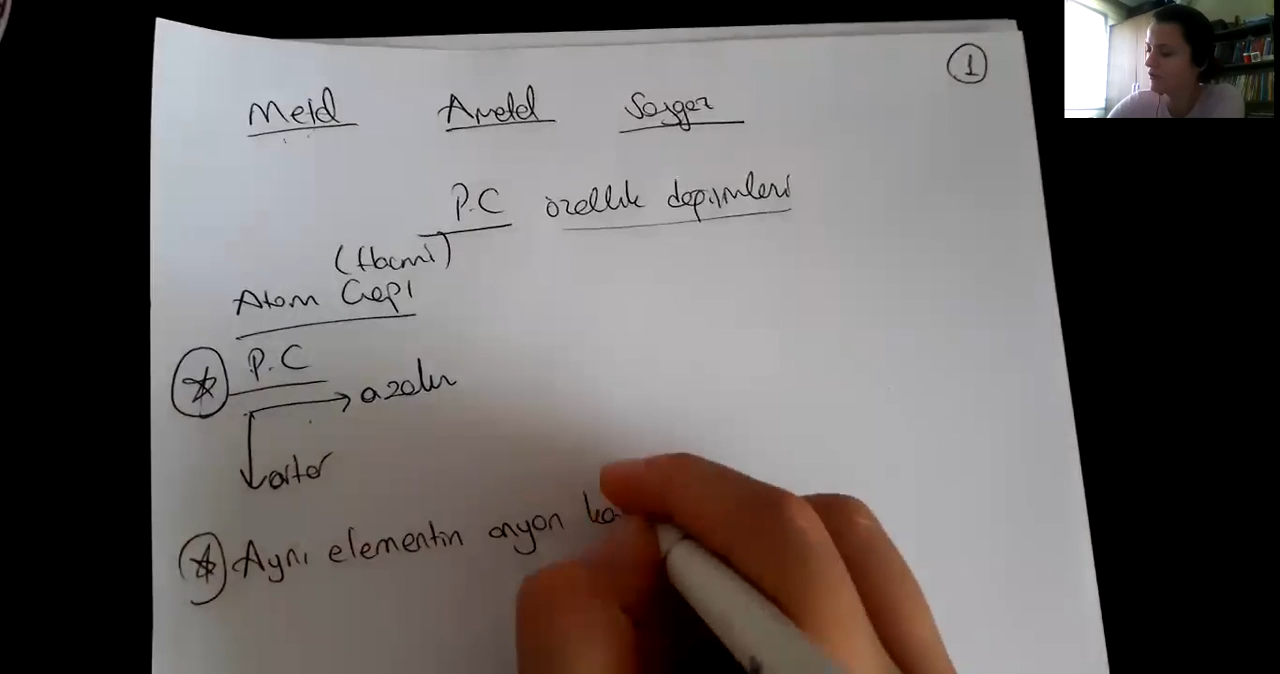 1
Metal Ametal Soygaz
P.C özellik değişimleri
(Hacmi)
Atom Çapı
P.C
azalır
artar
Aynı elementin anyon ka